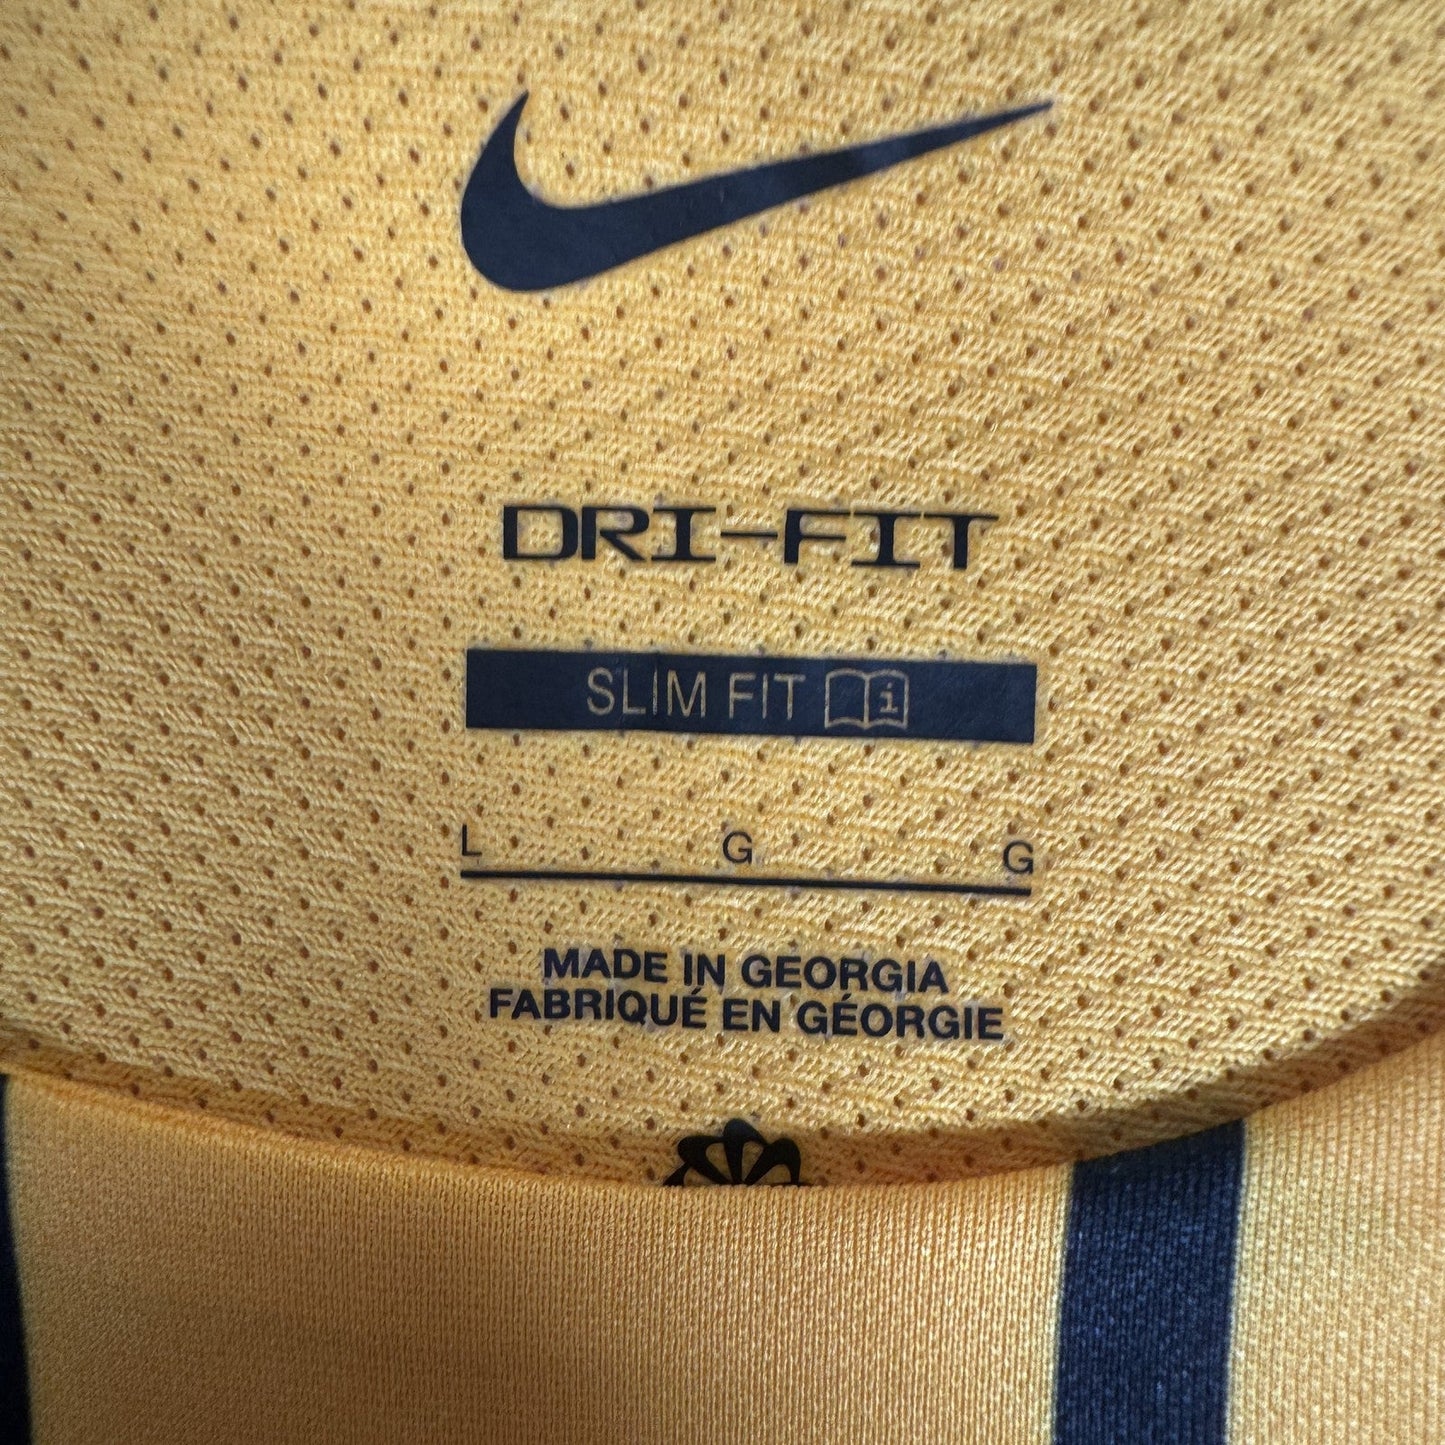 DRI-FIT
SLIM FIT i
L G G
MADE IN GEORGIA
FABRIQUÉ EN GÉORGIE